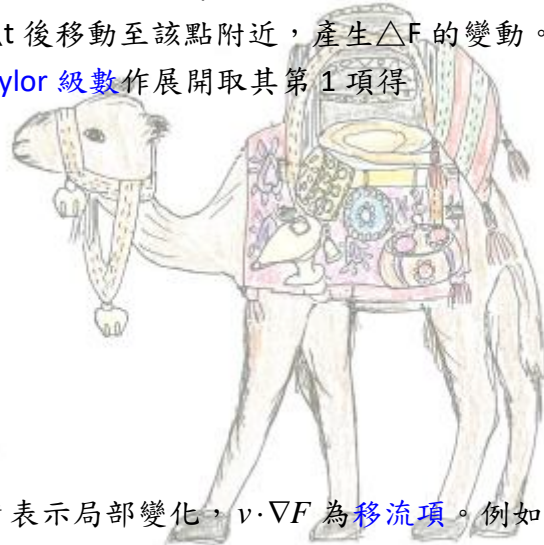 t 後移動至該點附近，產生△F 的變動。
ylor 級數作展開取其第 1 項得
表示局部變化，v·∇F 為移流項。例如